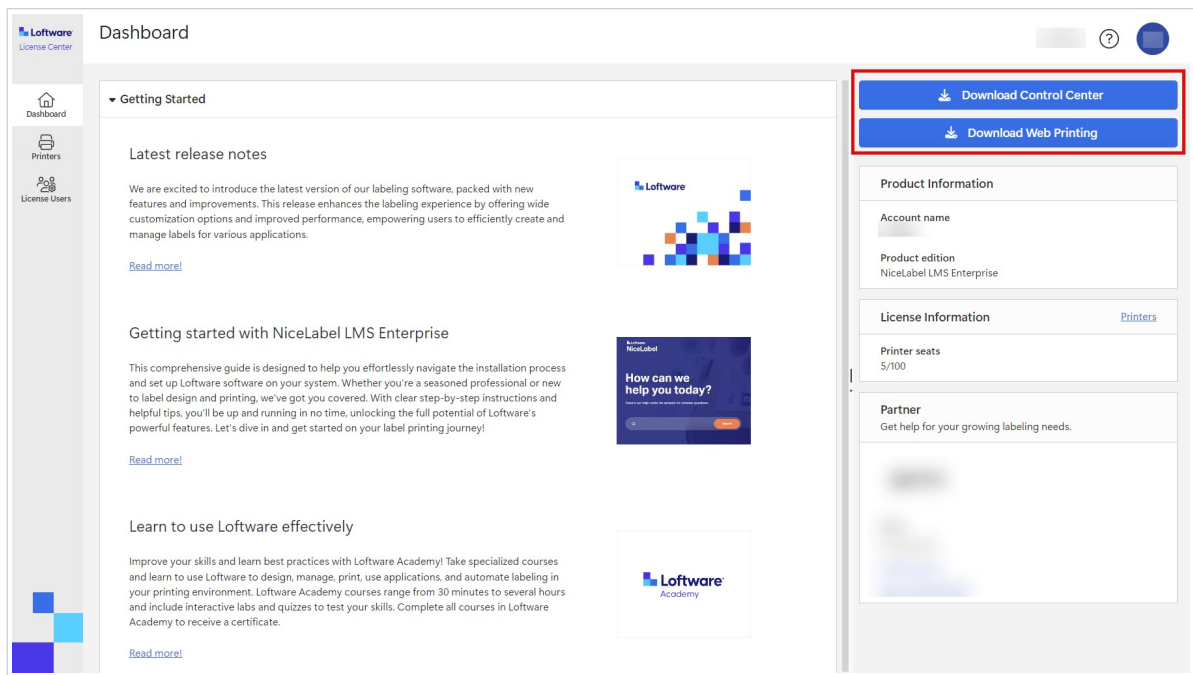 Loftware
License Center
Dashboard
?
Dashboard
Printers
License Users
Getting Started
Latest release notes
We are excited to introduce the latest version of our labeling software, packed with new
features and improvements. This release enhances the labeling experience by offering wide
customization options and improved performance, empowering users to efficiently create and
manage labels for various applications.
Read more!
Loftware
Getting started with NiceLabel LMS Enterprise
This comprehensive guide is designed to help you effortlessly navigate the installation process
and set up Loftware software on your system. Whether you're a seasoned professional or new
to label design and printing, we've got you covered. With clear step-by-step instructions and
helpful tips, you'll be up and running in no time, unlocking the full potential of Loftware's
powerful features. Let's dive in and get started on your label printing journey!
Read more!
NiceLabel
How can we
help you today?
Learn to use Loftware effectively
Improve your skills and learn best practices with Loftware Academy! Take specialized courses
and learn to use Loftware to design, manage, print, use applications, and automate labeling in
your printing environment. Loftware Academy courses range from 30 minutes to several hours
and include interactive labs and quizzes to test your skills. Complete all courses in Loftware
Academy to receive a certificate.
Read more!
Loftware
Academy
Download Control Center
Download Web Printing
Product Information
Account name
Product edition
NiceLabel LMS Enterprise
License Information
Printers
Printer seats
5/100
Partner
Get help for your growing labeling needs.